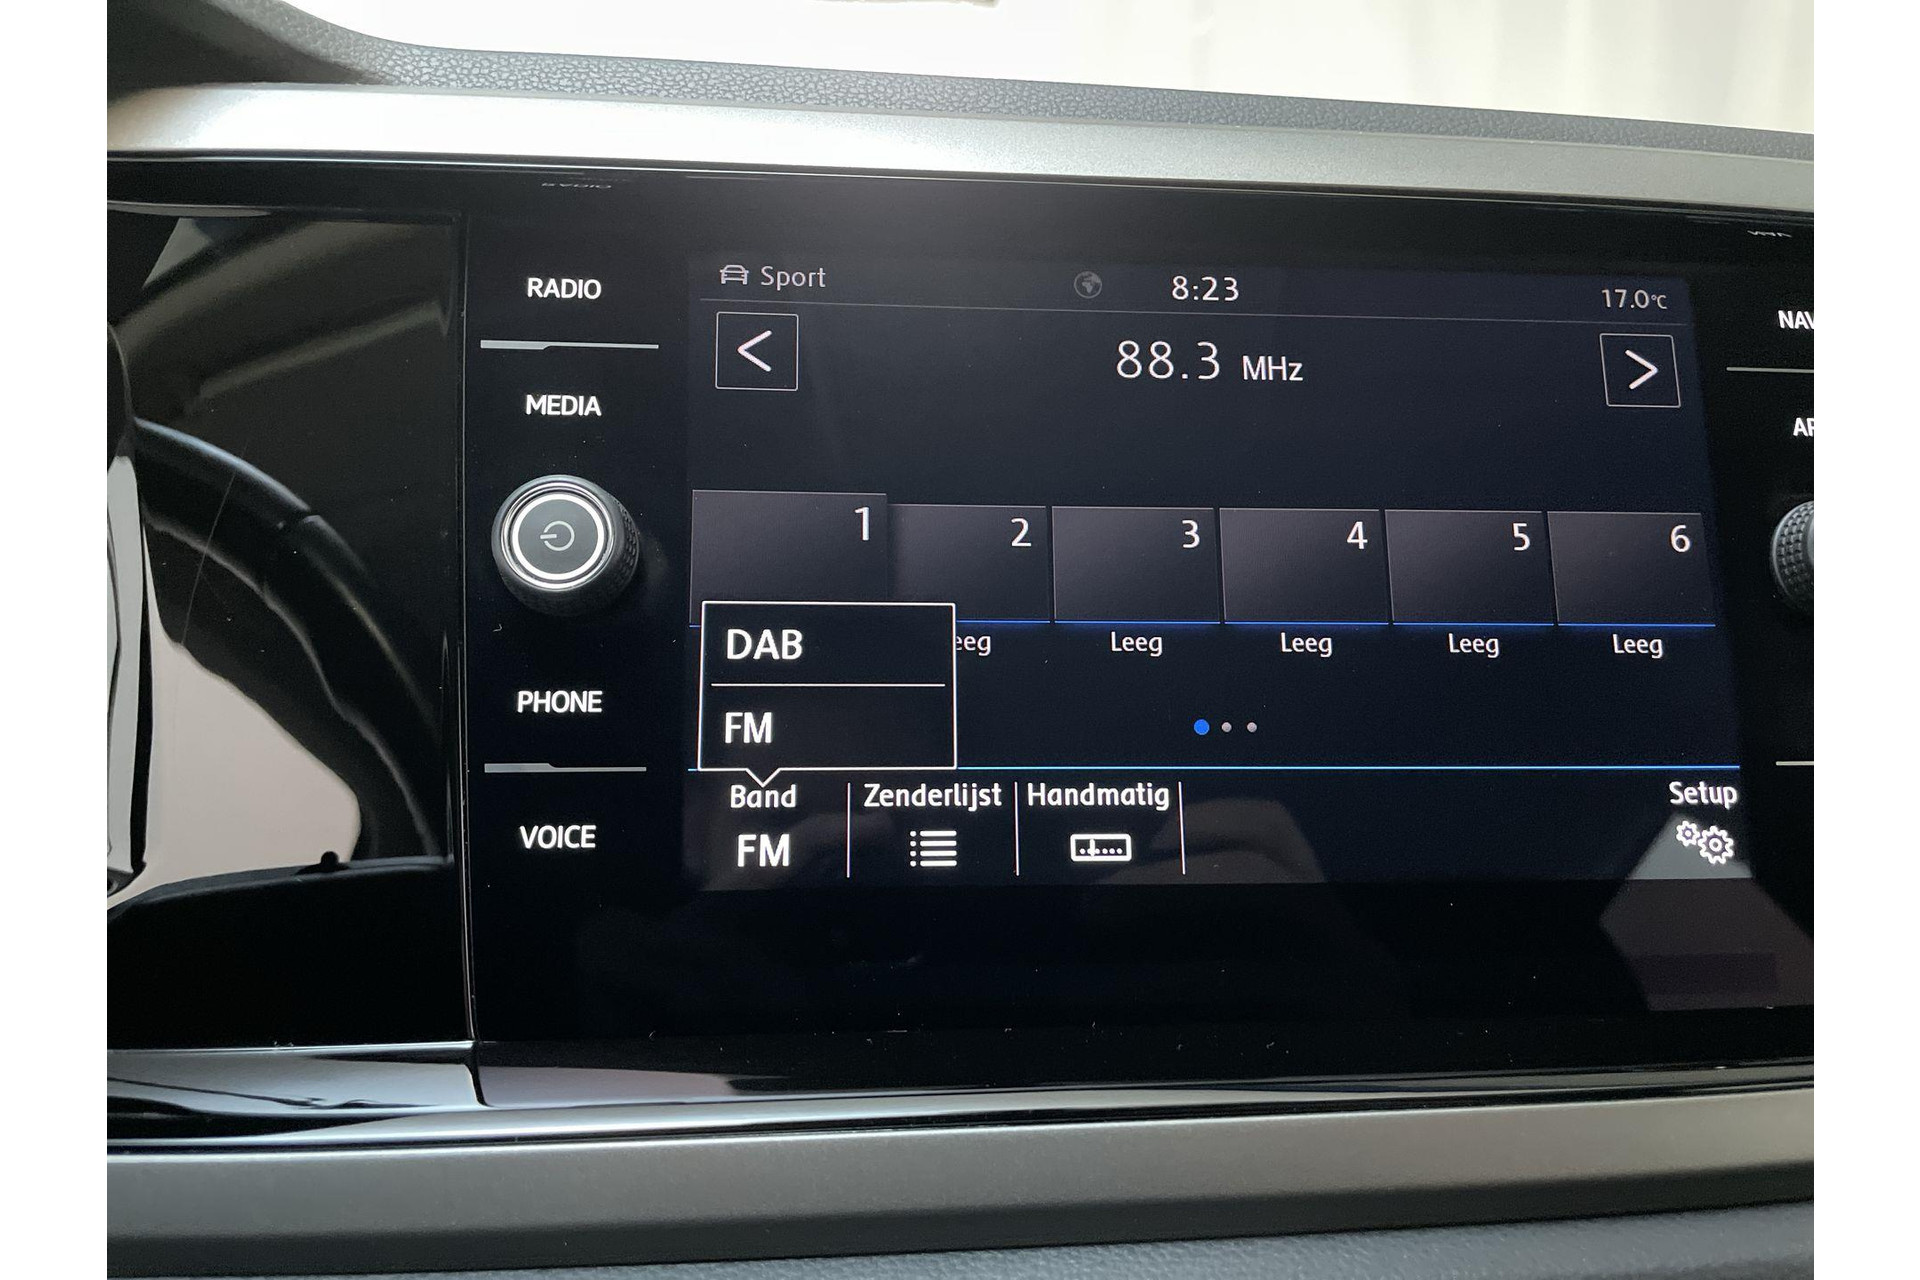 RADIO
MEDIA
PHONE
VOICE
Sport
8:23
17.0°C
88.3 MHz
1
2
3
4
5
6
Leeg
Leeg
Leeg
Leeg
DAB
FM
Band
FM
Zenderlijst
Handmatig
Setup